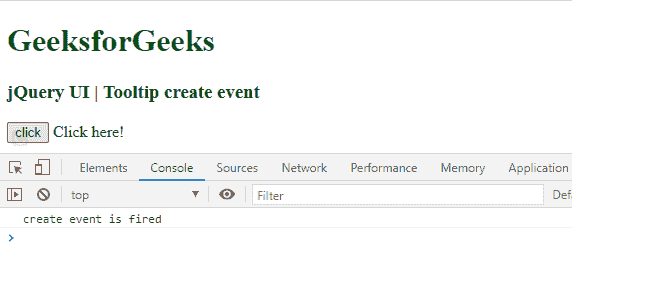 GeeksforGeeks
jQuery UI | Tooltip create event
click Click here!
Elements Console Sources Network Performance Memory Application
top Filter Defa
create event is fired